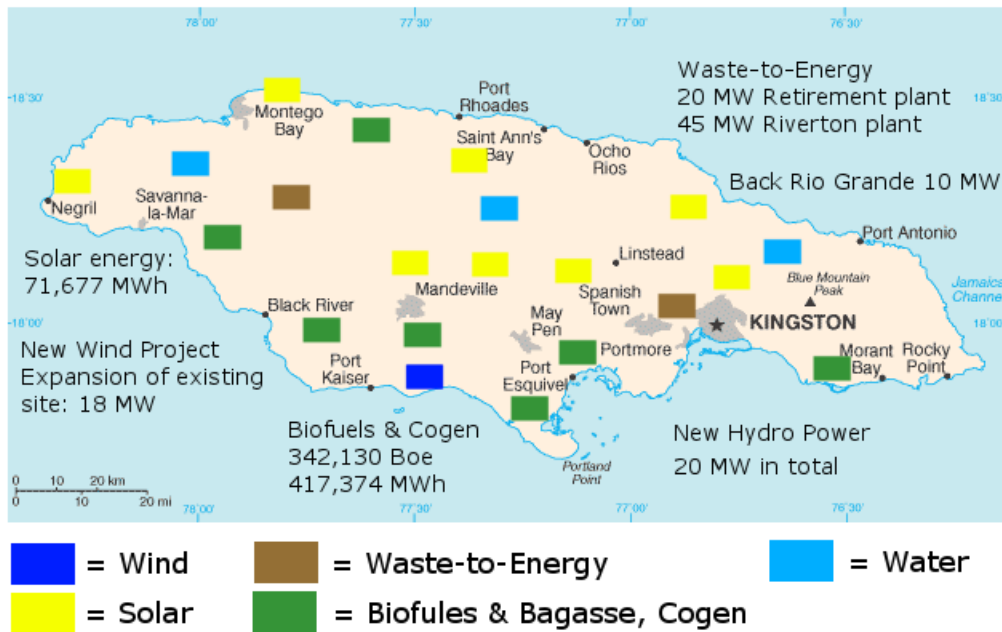 78°00'
77°30'
77°00'
76°30'
18°30'
18°30'
Port
Rhoades
Montego
Bay
Saint Ann's
Bay
Ocho
Rios
Waste-to-Energy
20 MW Retirement plant
45 MW Riverton plant
Back Rio Grande 10 MW
Negril
Savanna-
la-Mar
Port Antonio
Linstead
Blue Mountain
Peak
Jamaica
Channel
Solar energy:
71,677 MWh
Mandeville
Spanish
Town
Black River
May
Pen
KINGSTON
18°00'
18°00'
Portmore
New Wind Project
Expansion of existing
site: 18 MW
Port
Kaiser
Port
Esquivel
Morant
Bay
Rocky
Point
Biofuels & Cogen
342,130 Boe
417,374 MWh
New Hydro Power
20 MW in total
Portland
Point
0 10 20 km
0 10 20 mi
78°00'
77°30'
77°00'
76°30'
= Wind
= Waste-to-Energy
= Water
= Solar
= Biofules & Bagasse, Cogen